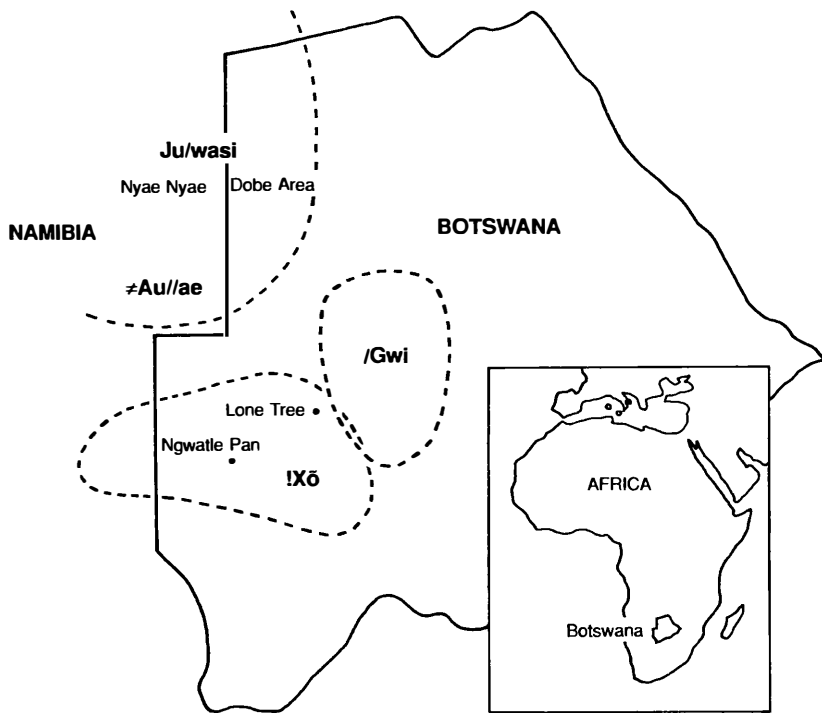 Ju/wasi
Nyae Nyae
Dobe Area
NAMIBIA
BOTSWANA
≠Au//ae
/Gwi
Lone Tree
Ngwatle Pan
!Xõ
AFRICA
Botswana